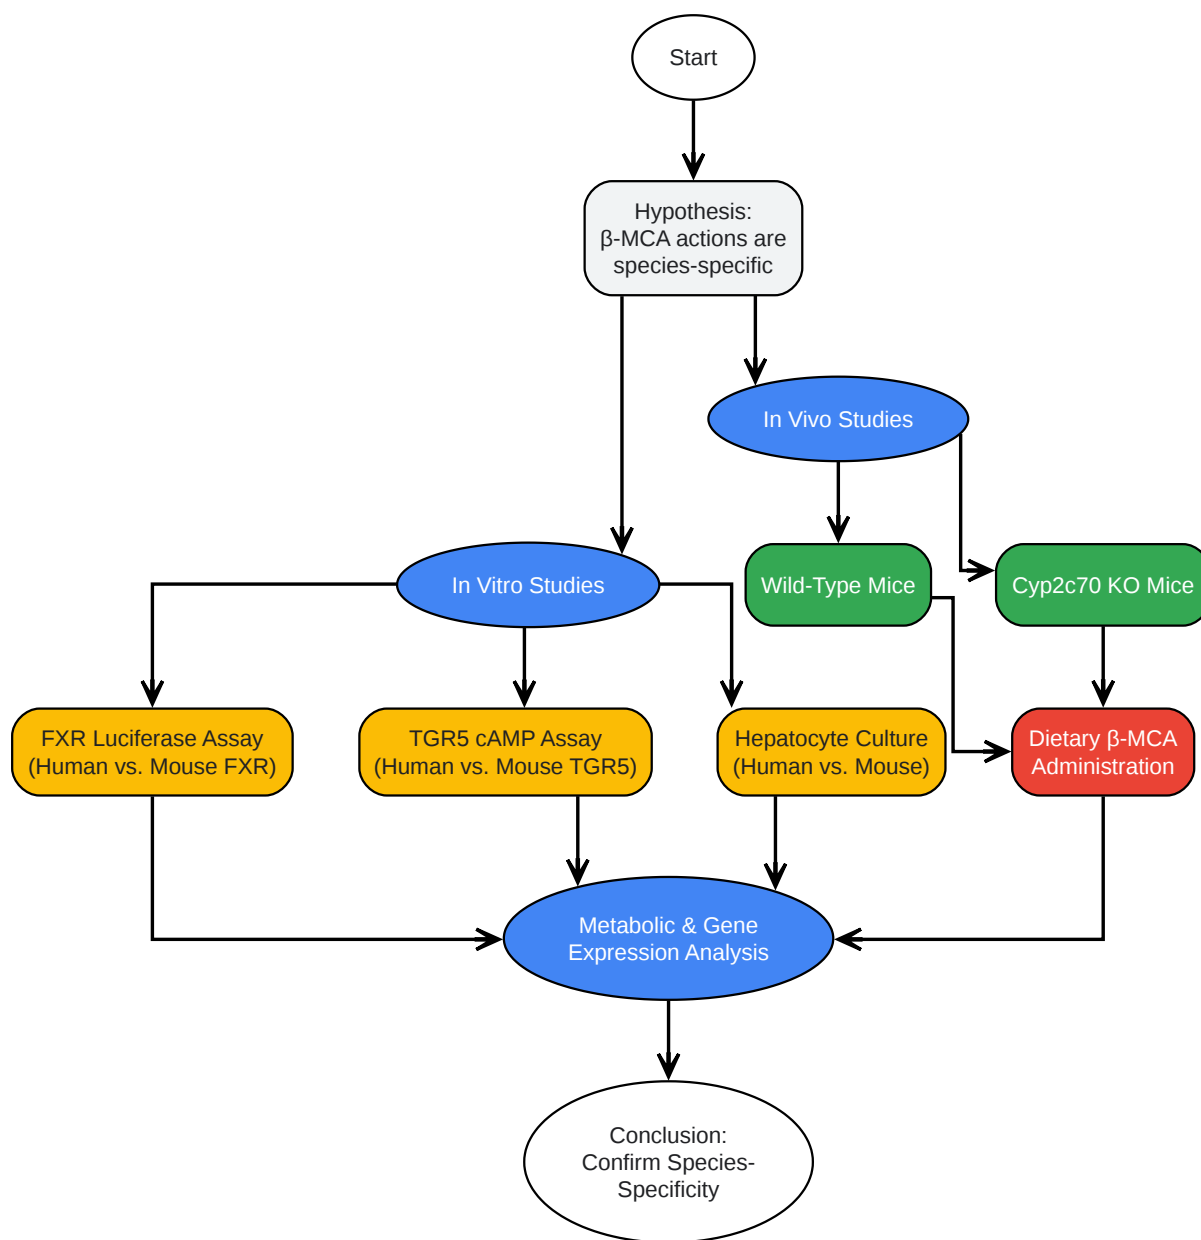 Start
Hypothesis:
β-MCA actions are
species-specific
In Vivo Studies
In Vitro Studies
Wild-Type Mice
Cyp2c70 KO Mice
FXR Luciferase Assay
(Human vs. Mouse FXR)
TGR5 cAMP Assay
(Human vs. Mouse TGR5)
Hepatocyte Culture
(Human vs. Mouse)
Dietary β-MCA
Administration
Metabolic & Gene
Expression Analysis
Conclusion:
Confirm Species-
Specificity